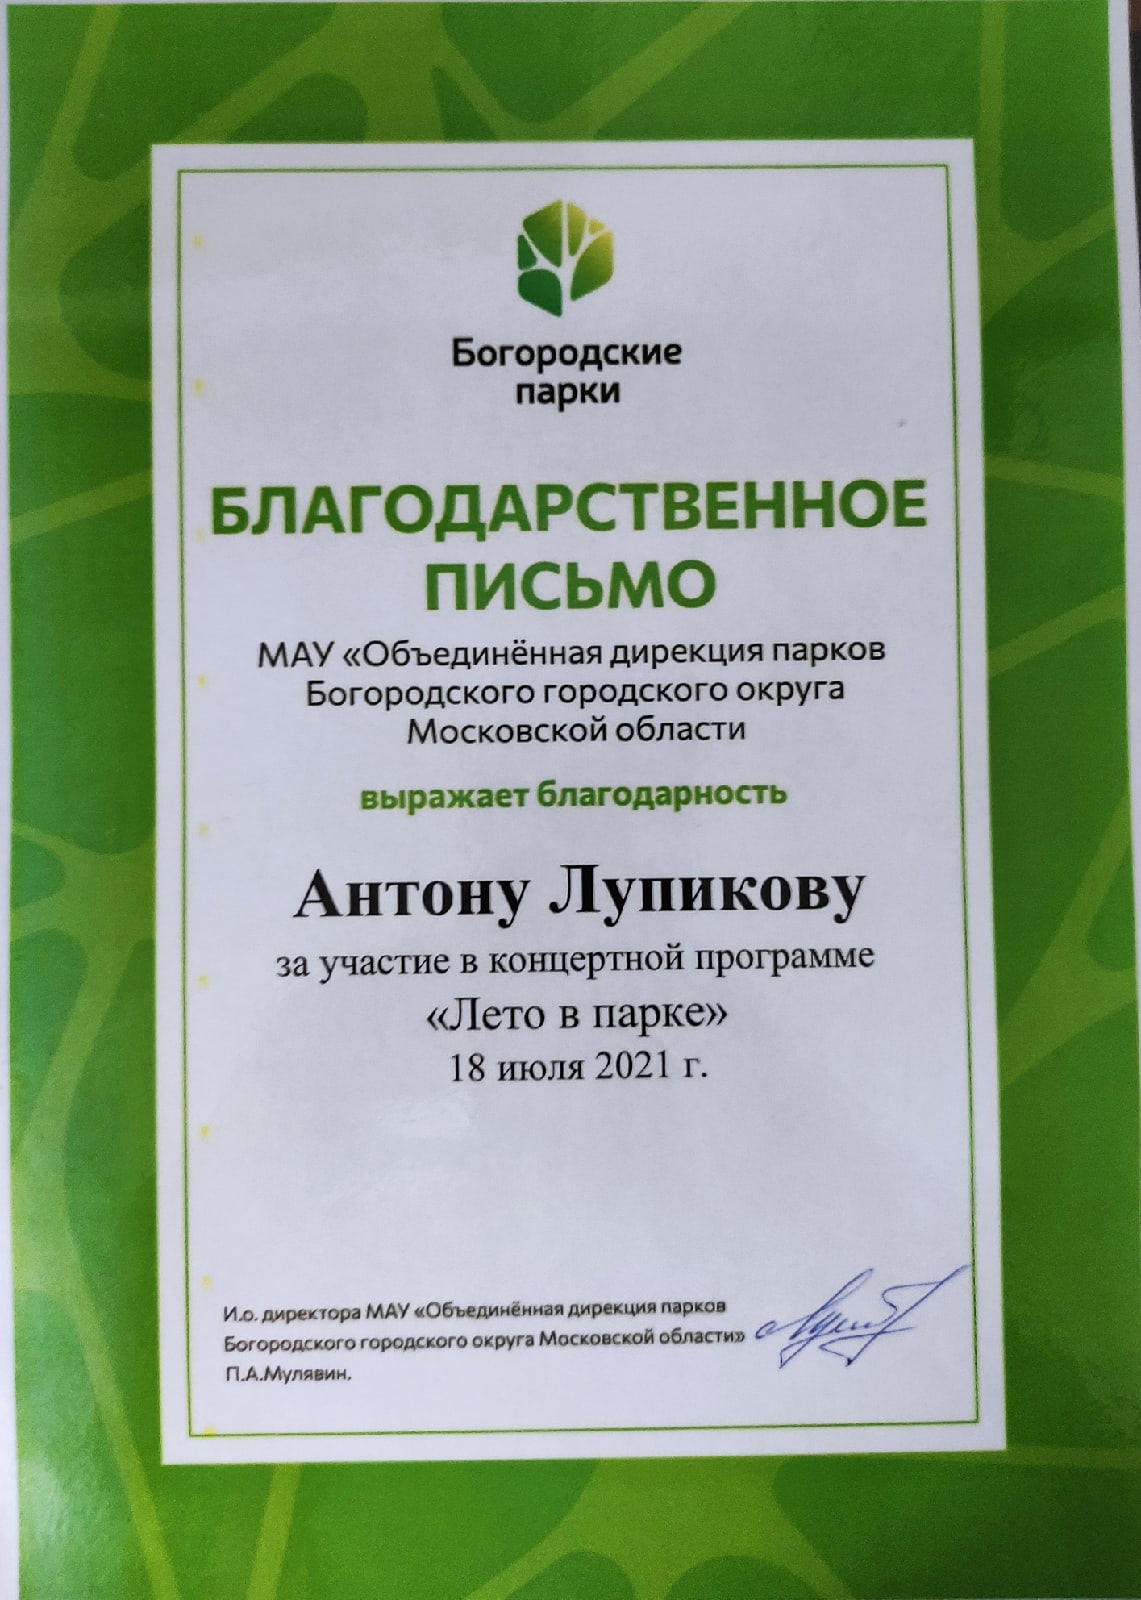 Богородские
парки
БЛАГОДАРСТВЕННОЕ
ПИСЬМО
МАУ «Объединённая дирекция парков
Богородского городского округа
Московской области
выражает благодарность
Антону Лупикову
за участие в концертной программе
«Лето в парке»
18 июля 2021 г.
И.о. директора МАУ «Объединённая дирекция парков
Богородского городского округа Московской области»
П.А.Мулявин.